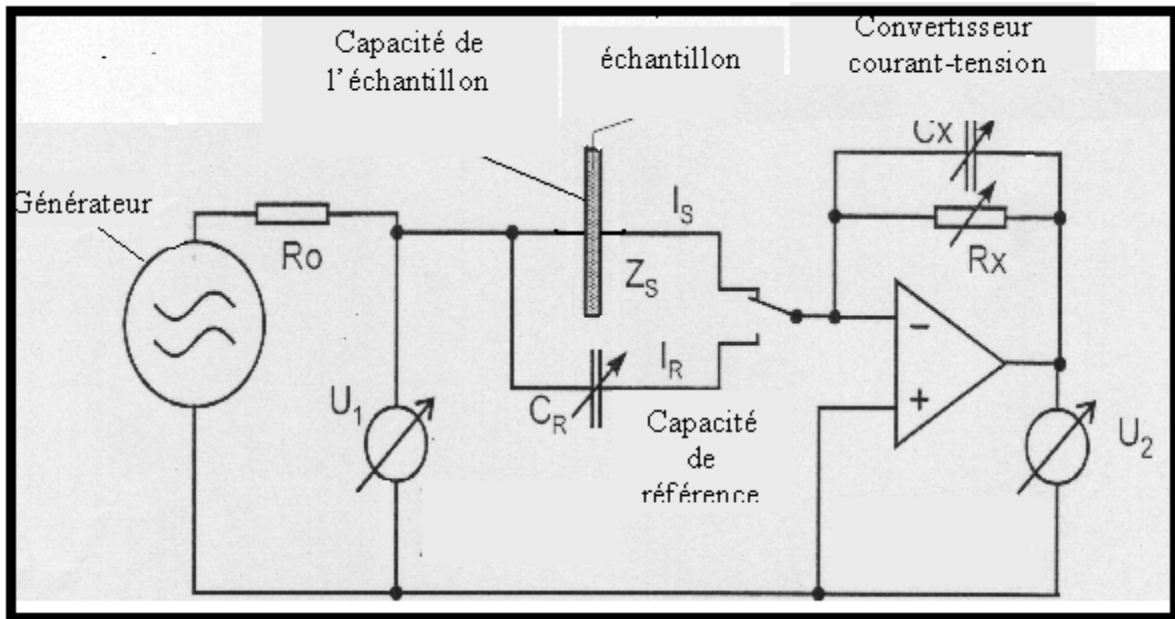 Capacité de
l'échantillon
échantillon
Convertisseur
courant-tension
Cx
Générateur
Ro
I_S
Rx
Z_S
U_1
I_R
C_R
Capacité
de
référence
−
+
U_2